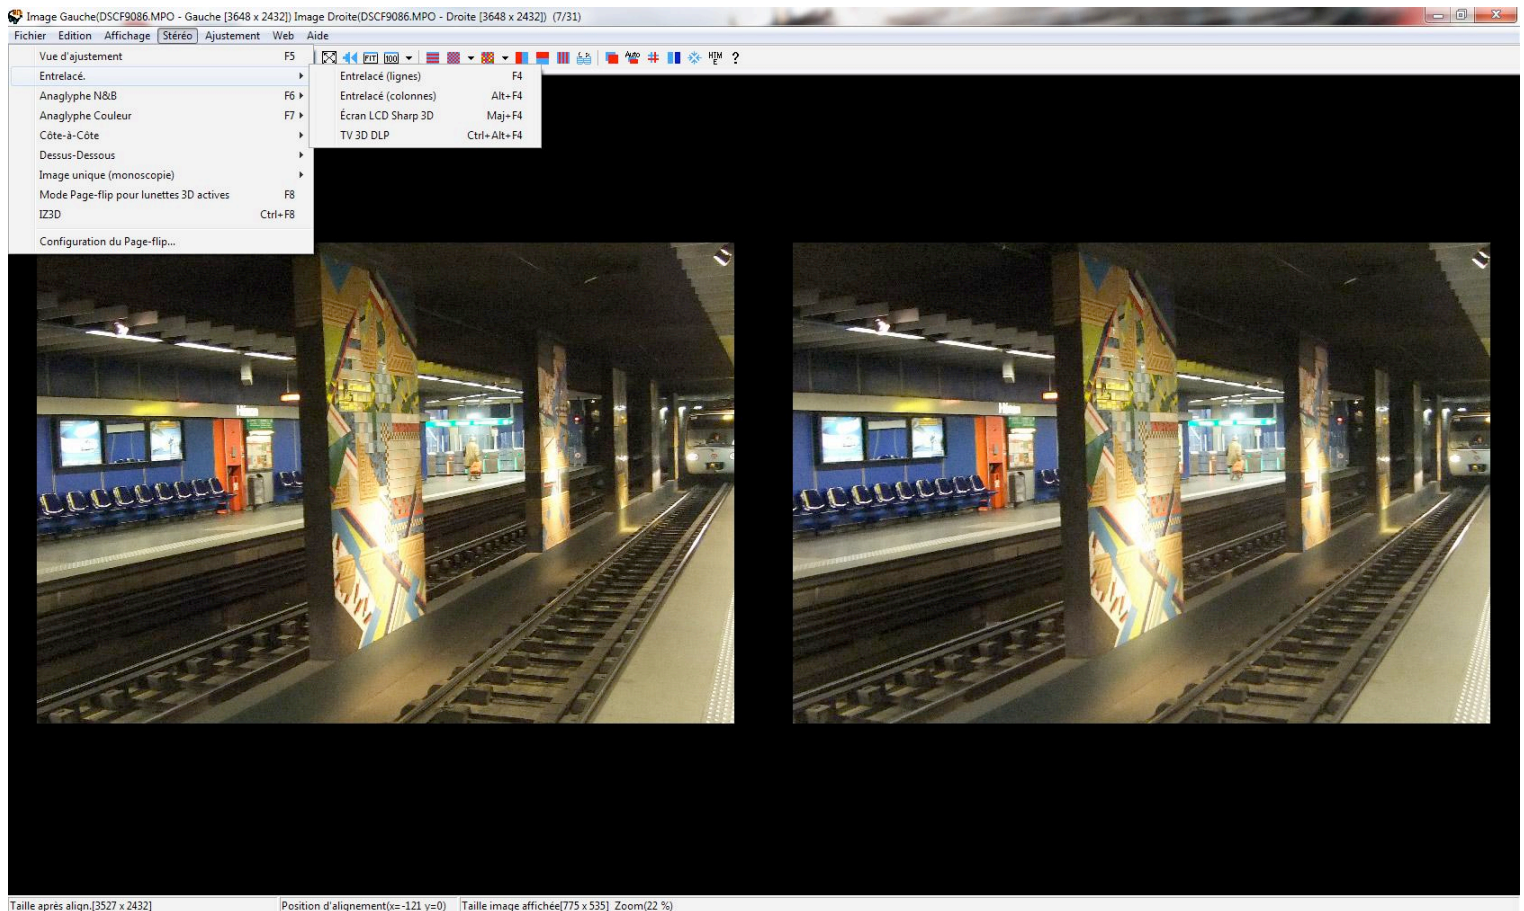 Image Gauche(DSCF9086.MPO - Gauche [3648 x 2432]) Image Droite(DSCF9086.MPO - Droite [3648 x 2432]) (7/31)
Fichier Edition Affichage Stéréo Ajustement Web Aide
FIT 100 L R Auto HTM E ?
Vue d'ajustement F5
Entrelacé.
Anaglyphe N&B F6
Anaglyphe Couleur F7
Côte-à-Côte
Dessus-Dessous
Image unique (monoscopie)
Mode Page-flip pour lunettes 3D actives F8
IZ3D Ctrl+F8
Configuration du Page-flip...
Entrelacé (lignes) F4
Entrelacé (colonnes) Alt+F4
Écran LCD Sharp 3D Maj+F4
TV 3D DLP Ctrl+Alt+F4
Taille après align.[3527 x 2432] Position d'alignement(x=-121 y=0) Taille image affichée[775 x 535] Zoom(22 %)